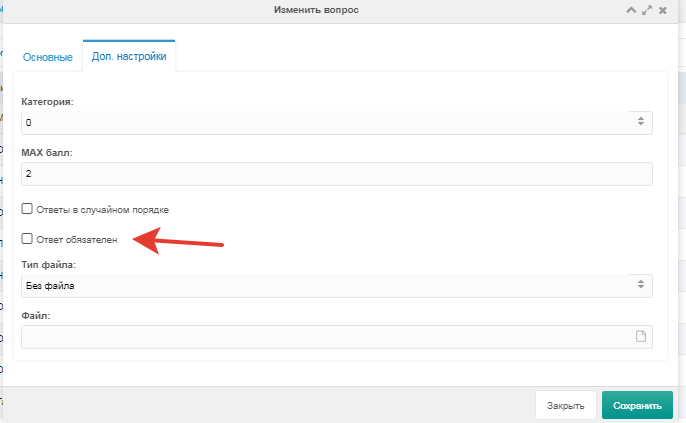 Изменить вопрос
Основные
Доп. настройки
Категория:
0
MAX балл:
2
Ответы в случайном порядке
Ответ обязателен
Тип файла:
Без файла
Файл:
Закрыть
Сохранить